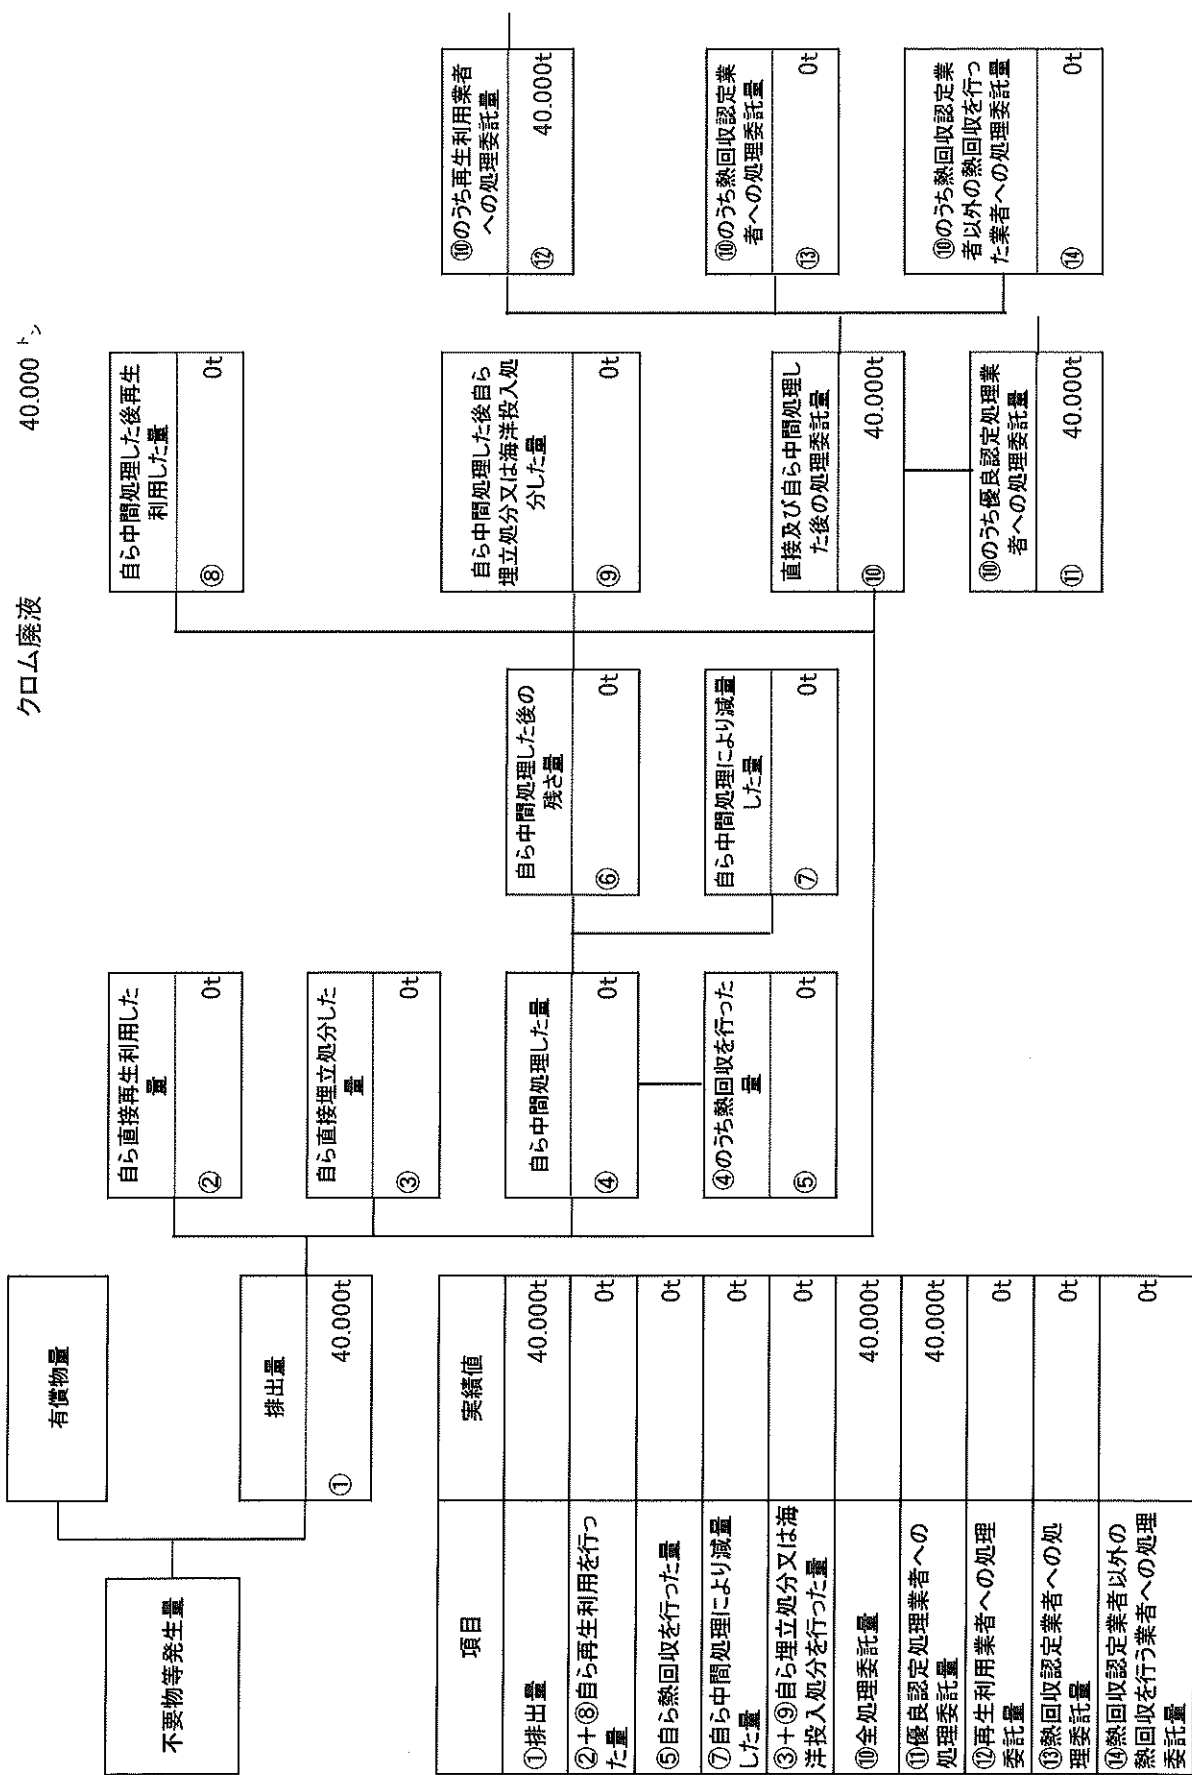 クロム廃液 40.000 トン
有償物量
不要物等発生量
排出量
① 40.000t
自ら直接再生利用した
量
② 0t
自ら直接埋立処分した
量
③ 0t
自ら中間処理した量
④ 0t
④のうち熱回収を行った
量
⑤ 0t
自ら中間処理した後の
残さ量
⑥ 0t
自ら中間処理により減量
した量
⑦ 0t
自ら中間処理した後再生
利用した量
⑧ 0t
自ら中間処理した後自ら
埋立処分又は海洋投入処
分した量
⑨ 0t
直接及び自ら中間処理し
た後の処理委託量
⑩ 40.000t
⑩のうち優良認定処理業
者への処理委託量
⑪ 40.000t
⑩のうち再生利用業者
への処理委託量
⑫ 40.000t
⑩のうち熱回収認定業
者への処理委託量
⑬ 0t
⑩のうち熱回収認定業
者以外の熱回収を行っ
た業者への処理委託量
⑭ 0t
項目 実績値
①排出量 40.000t
②+⑧自ら再生利用を行っ
た量 0t
⑤自ら熱回収を行った量 0t
⑦自ら中間処理により減量
した量 0t
③+⑨自ら埋立処分又は海
洋投入処分を行った量 0t
⑩全処理委託量 40.000t
⑪優良認定処理業者への
処理委託量 40.000t
⑫再生利用業者への処理
委託量 0t
⑬熱回収認定業者への処
理委託量 0t
⑭熱回収認定業者以外の
熱回収を行う業者への処理
委託量 0t